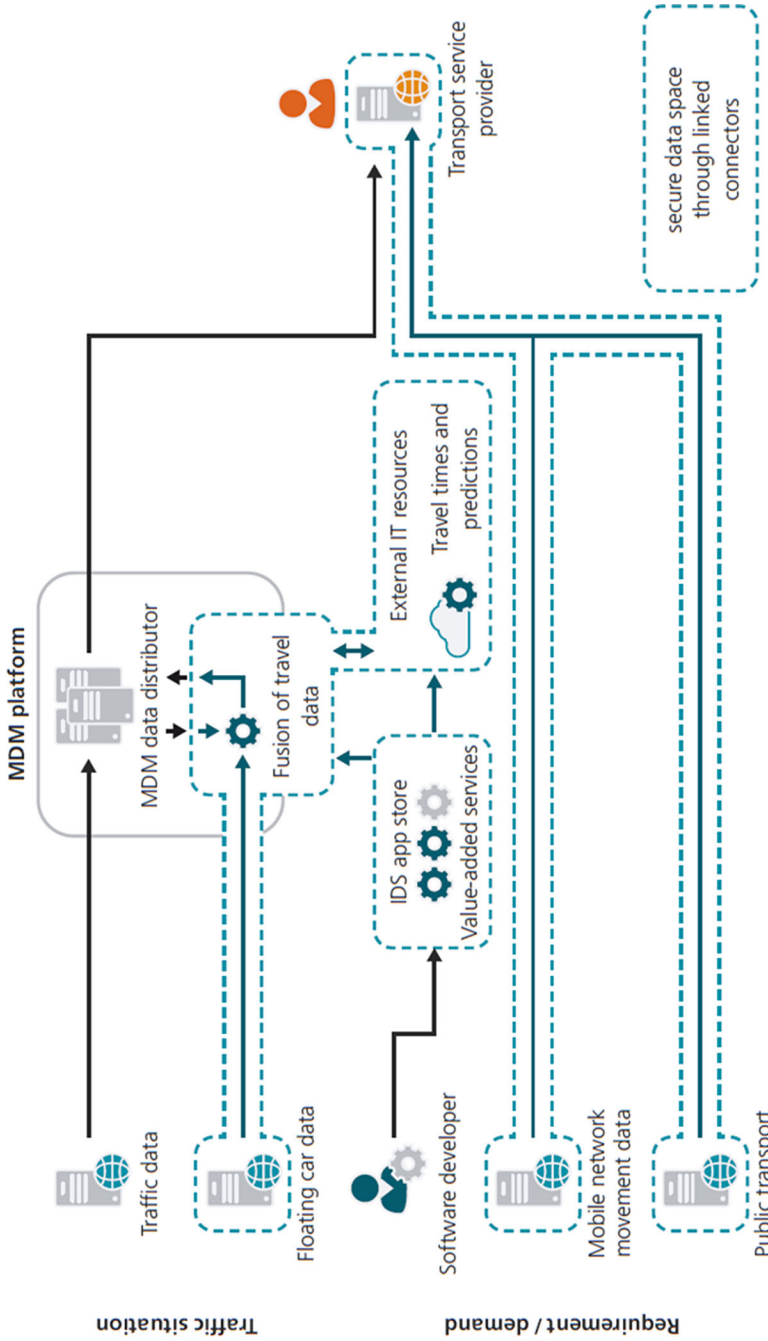 MDM platform
Traffic situation
Requirement / demand
Traffic data
MDM data distributor
Floating car data
Fusion of travel
data
Software developer
IDS app store
Value-added services
External IT resources
Travel times and
predictions
Mobile network
movement data
Public transport
Transport service
provider
secure data space
through linked
connectors